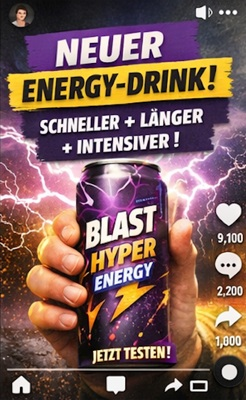 NEUER
ENERGY-DRINK!
SCHNELLER + LÄNGER
+ INTENSIVER !
BLAST
HYPER
ENERGY
JETZT TESTEN!
9,100
2,200
1,000